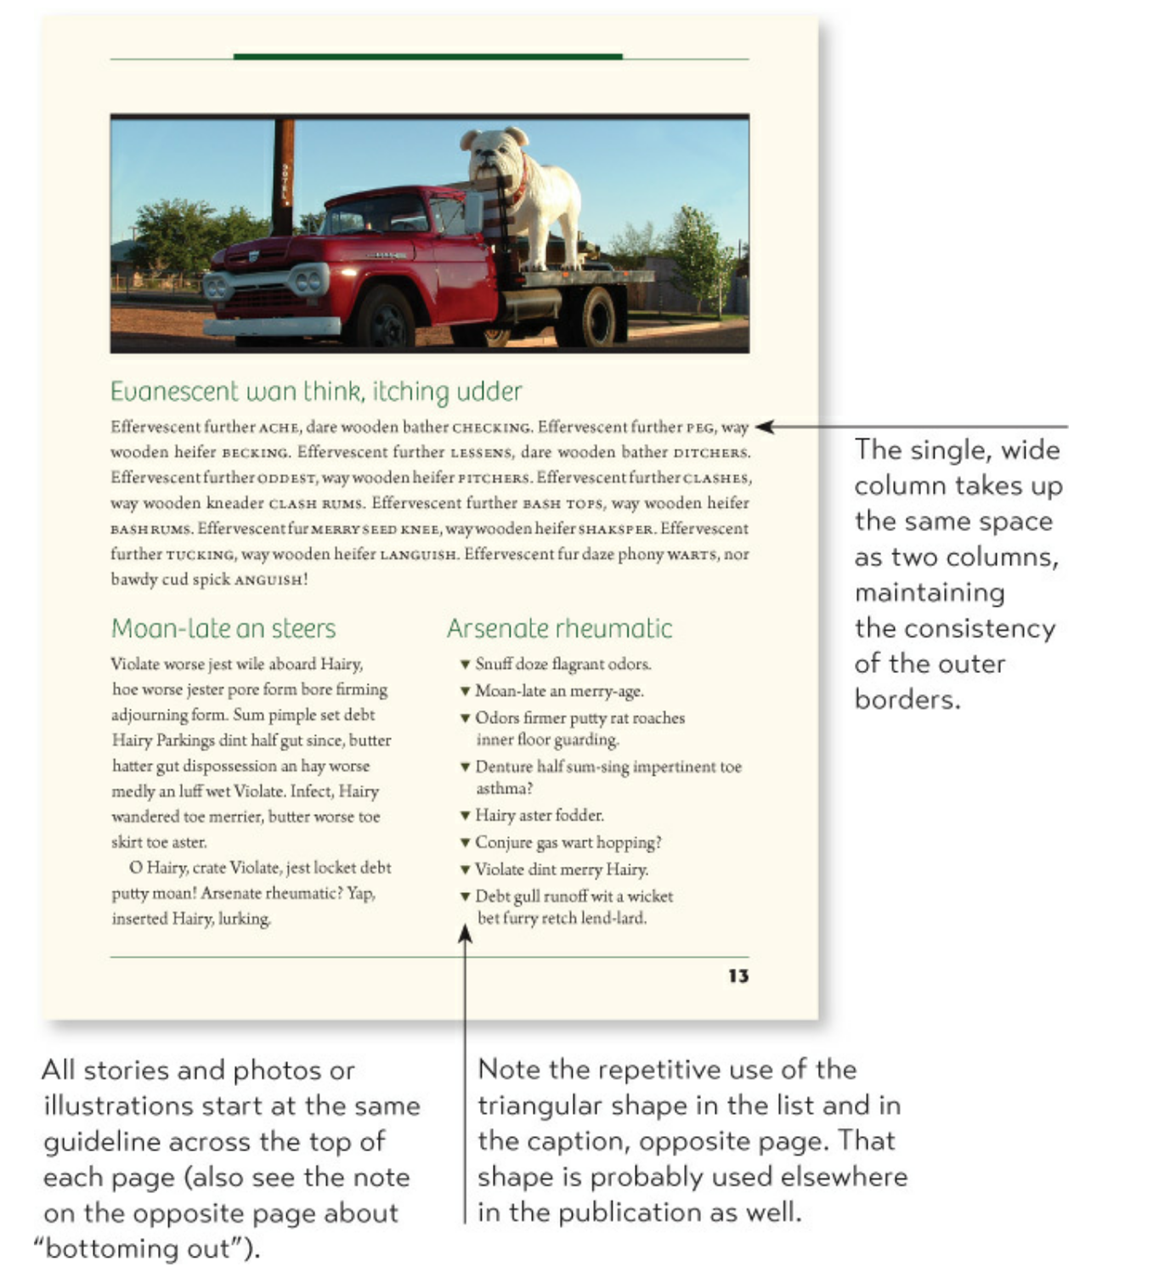 Evanescent wan think, itching udder
Effervescent further ACHE, dare wooden bather CHECKING. Effervescent further PEG, way
wooden heifer BECKING. Effervescent further LESSENS, dare wooden bather DITCHERS.
Effervescent further ODDEST, way wooden heifer PITCHERS. Effervescent further CLASHES,
way wooden kneader CLASH RUMS. Effervescent further BASH TOPS, way wooden heifer
BASH RUMS. Effervescent fur MERRY SEED KNEE, way wooden heifer SHAKSPER. Effervescent
further TUCKING, way wooden heifer LANGUISH. Effervescent fur daze phony WARTS, nor
bawdy cud spick ANGUISH!
Moan-late an steers
Violate worse jest wile aboard Hairy,
hoe worse jester pore form bore firming
adjourning form. Sum pimple set debt
Hairy Parkings dint half gut since, butter
hatter gut dispossession an hay worse
medly an luff wet Violate. Infect, Hairy
wandered toe merrier, butter worse toe
skirt toe aster.
O Hairy, crate Violate, jest locket debt
putty moan! Arsenate rheumatic? Yap,
inserted Hairy, lurking.
Arsenate rheumatic
▼ Snuff doze flagrant odors.
▼ Moan-late an merry-age.
▼ Odors firmer putty rat roaches
inner floor guarding.
▼ Denture half sum-sing impertinent toe
asthma?
▼ Hairy aster fodder.
▼ Conjure gas wart hopping?
▼ Violate dint merry Hairy.
▼ Debt gull runoff wit a wicket
bet furry retch lend-lard.
13
The single, wide
column takes up
the same space
as two columns,
maintaining
the consistency
of the outer
borders.
All stories and photos or
illustrations start at the same
guideline across the top of
each page (also see the note
on the opposite page about
“bottoming out”).
Note the repetitive use of the
triangular shape in the list and in
the caption, opposite page. That
shape is probably used elsewhere
in the publication as well.